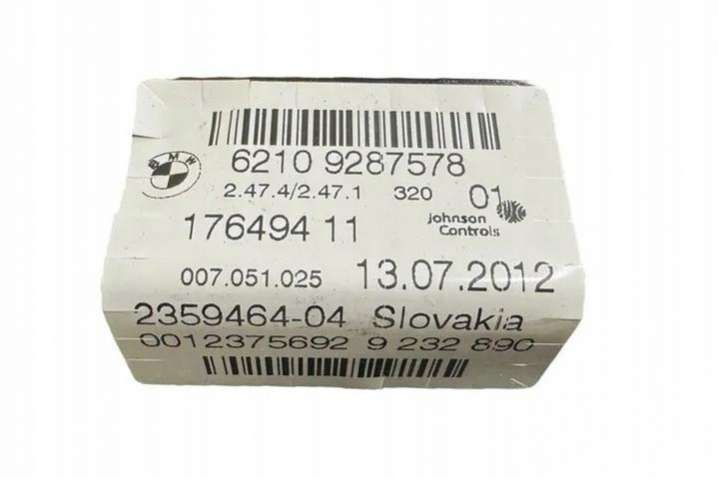 6210 9287578
BMW
2.47.4/2.47.1 320 01
Johnson
Controls
176494 11
007.051.025 13.07.2012
2359464-04 Slovakia
0012375692 9 232 890